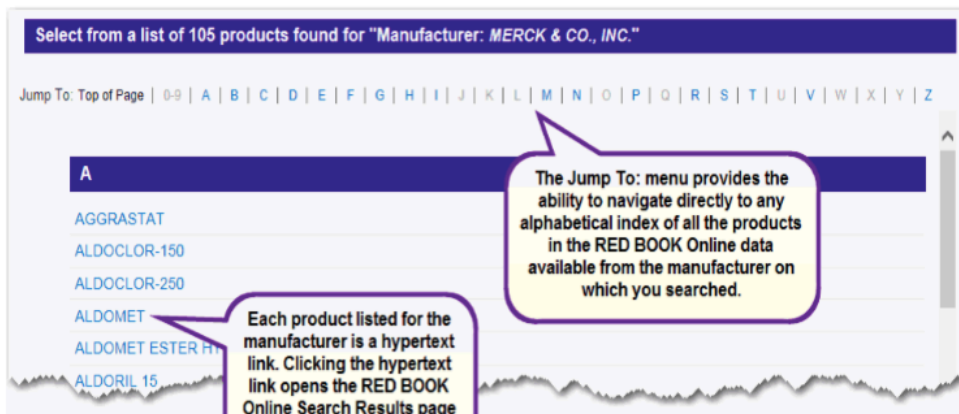 Select from a list of 105 products found for "Manufacturer: MERCK & CO., INC."
Jump To: Top of Page | 0-9 | A | B | C | D | E | F | G | H | I | J | K | L | M | N | O | P | Q | R | S | T | U | V | W | X | Y | Z
A
AGGRASTAT
ALDOCLOR-150
ALDOCLOR-250
ALDOMET
ALDOMET ESTER
ALDORIL 15
The Jump To: menu provides the
ability to navigate directly to any
alphabetical index of all the products
in the RED BOOK Online data
available from the manufacturer on
which you searched.
Each product listed for the
manufacturer is a hypertext
link. Clicking the hypertext
link opens the RED BOOK
Online Search Results page